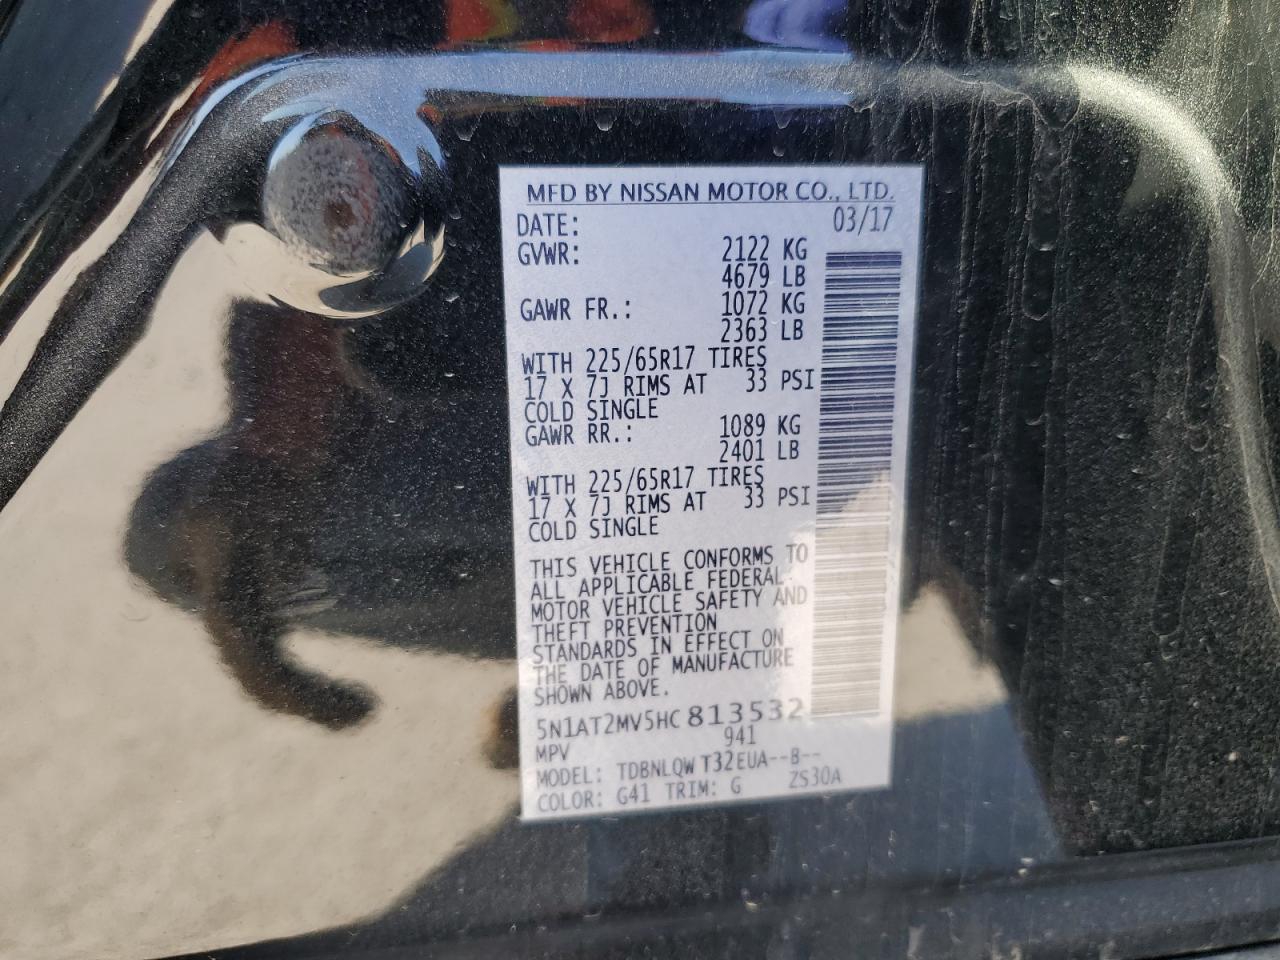 MFD BY NISSAN MOTOR CO., LTD.
DATE: 03/17
GVWR: 2122 KG
4679 LB
GAWR FR.: 1072 KG
2363 LB
WITH 225/65R17 TIRES
17 X 7J RIMS AT 33 PSI
COLD SINGLE
GAWR RR.: 1089 KG
2401 LB
WITH 225/65R17 TIRES
17 X 7J RIMS AT 33 PSI
COLD SINGLE
THIS VEHICLE CONFORMS TO
ALL APPLICABLE FEDERAL
MOTOR VEHICLE SAFETY AND
THEFT PREVENTION
STANDARDS IN EFFECT ON
THE DATE OF MANUFACTURE
SHOWN ABOVE.
5N1AT2MV5HC813532
MPV 941
MODEL: TDBNLQW T32EUA--B--
COLOR: G41 TRIM: G ZS30A